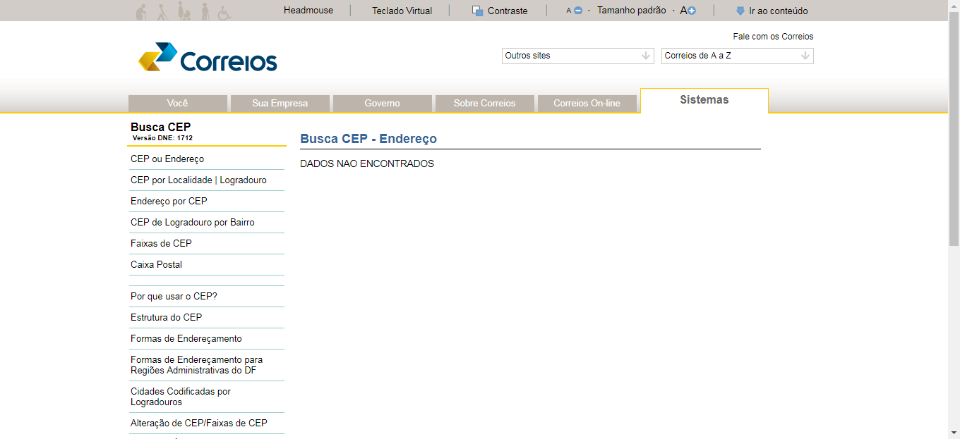 Headmouse
Teclado Virtual
Contraste
A - Tamanho padrão - A
Ir ao conteúdo
Fale com os Correios
Correios
Outros sites
Correios de A a Z
Você
Sua Empresa
Governo
Sobre Correios
Correios On-line
Sistemas
Busca CEP
Versão DNE: 1712
CEP ou Endereço
CEP por Localidade | Logradouro
Endereço por CEP
CEP de Logradouro por Bairro
Faixas de CEP
Caixa Postal
Por que usar o CEP?
Estrutura do CEP
Formas de Endereçamento
Formas de Endereçamento para
Regiões Administrativas do DF
Cidades Codificadas por
Logradouros
Alteração de CEP/Faixas de CEP
Busca CEP - Endereço
DADOS NAO ENCONTRADOS